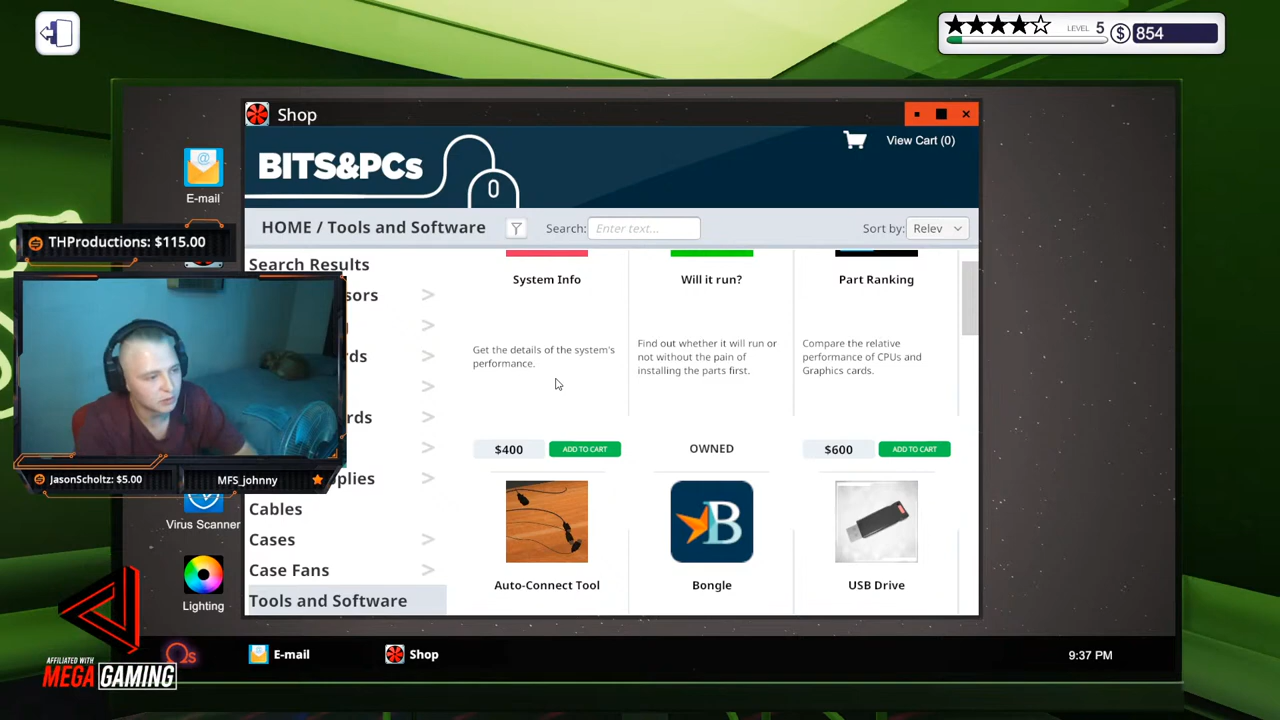 LEVEL 5 $ 854
Shop
BITS&PCs
View Cart (0)
E-mail
HOME / Tools and Software
Search: Enter text...
Sort by: Relev
THProductions: $115.00
Search Results
sors >
>
rds >
>
rds >
>
plies >
Cables
Cases >
Case Fans >
Tools and Software
System Info
Will it run?
Part Ranking
Get the details of the system's
performance.
Find out whether it will run or
not without the pain of
installing the parts first.
Compare the relative
performance of CPUs and
Graphics cards.
$400 ADD TO CART
OWNED
$600 ADD TO CART
B
Auto-Connect Tool
Bongle
USB Drive
JasonScholtz: $5.00
MFS_johnny
Virus Scanner
Lighting
AFFILIATED WITH
MEGA GAMING
E-mail
Shop
9:37 PM